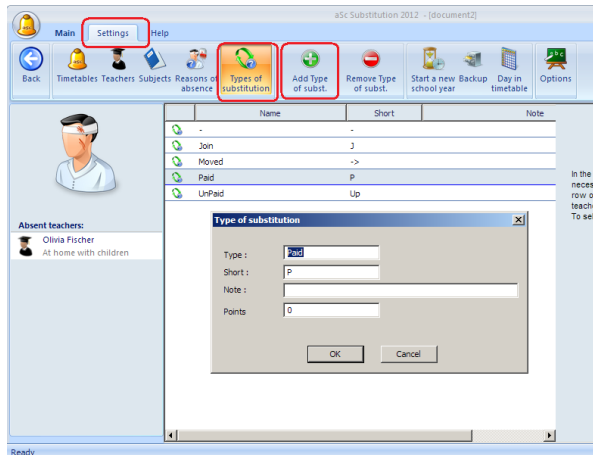 aSc Substitution 2012 - [document2]
Main Settings Help
Back Timetables Teachers Subjects Reasons of absence Types of substitution Add Type of subst. Remove Type of subst. Start a new school year Backup Day in timetable Options
Name Short Note
- -
Join J
Moved ->
Paid P
UnPaid Up
Absent teachers:
Olivia Fischer
At home with children
Type of substitution
Type : Paid
Short : P
Note :
Points 0
OK Cancel
In the
neces
row o
teach
To sel
Ready